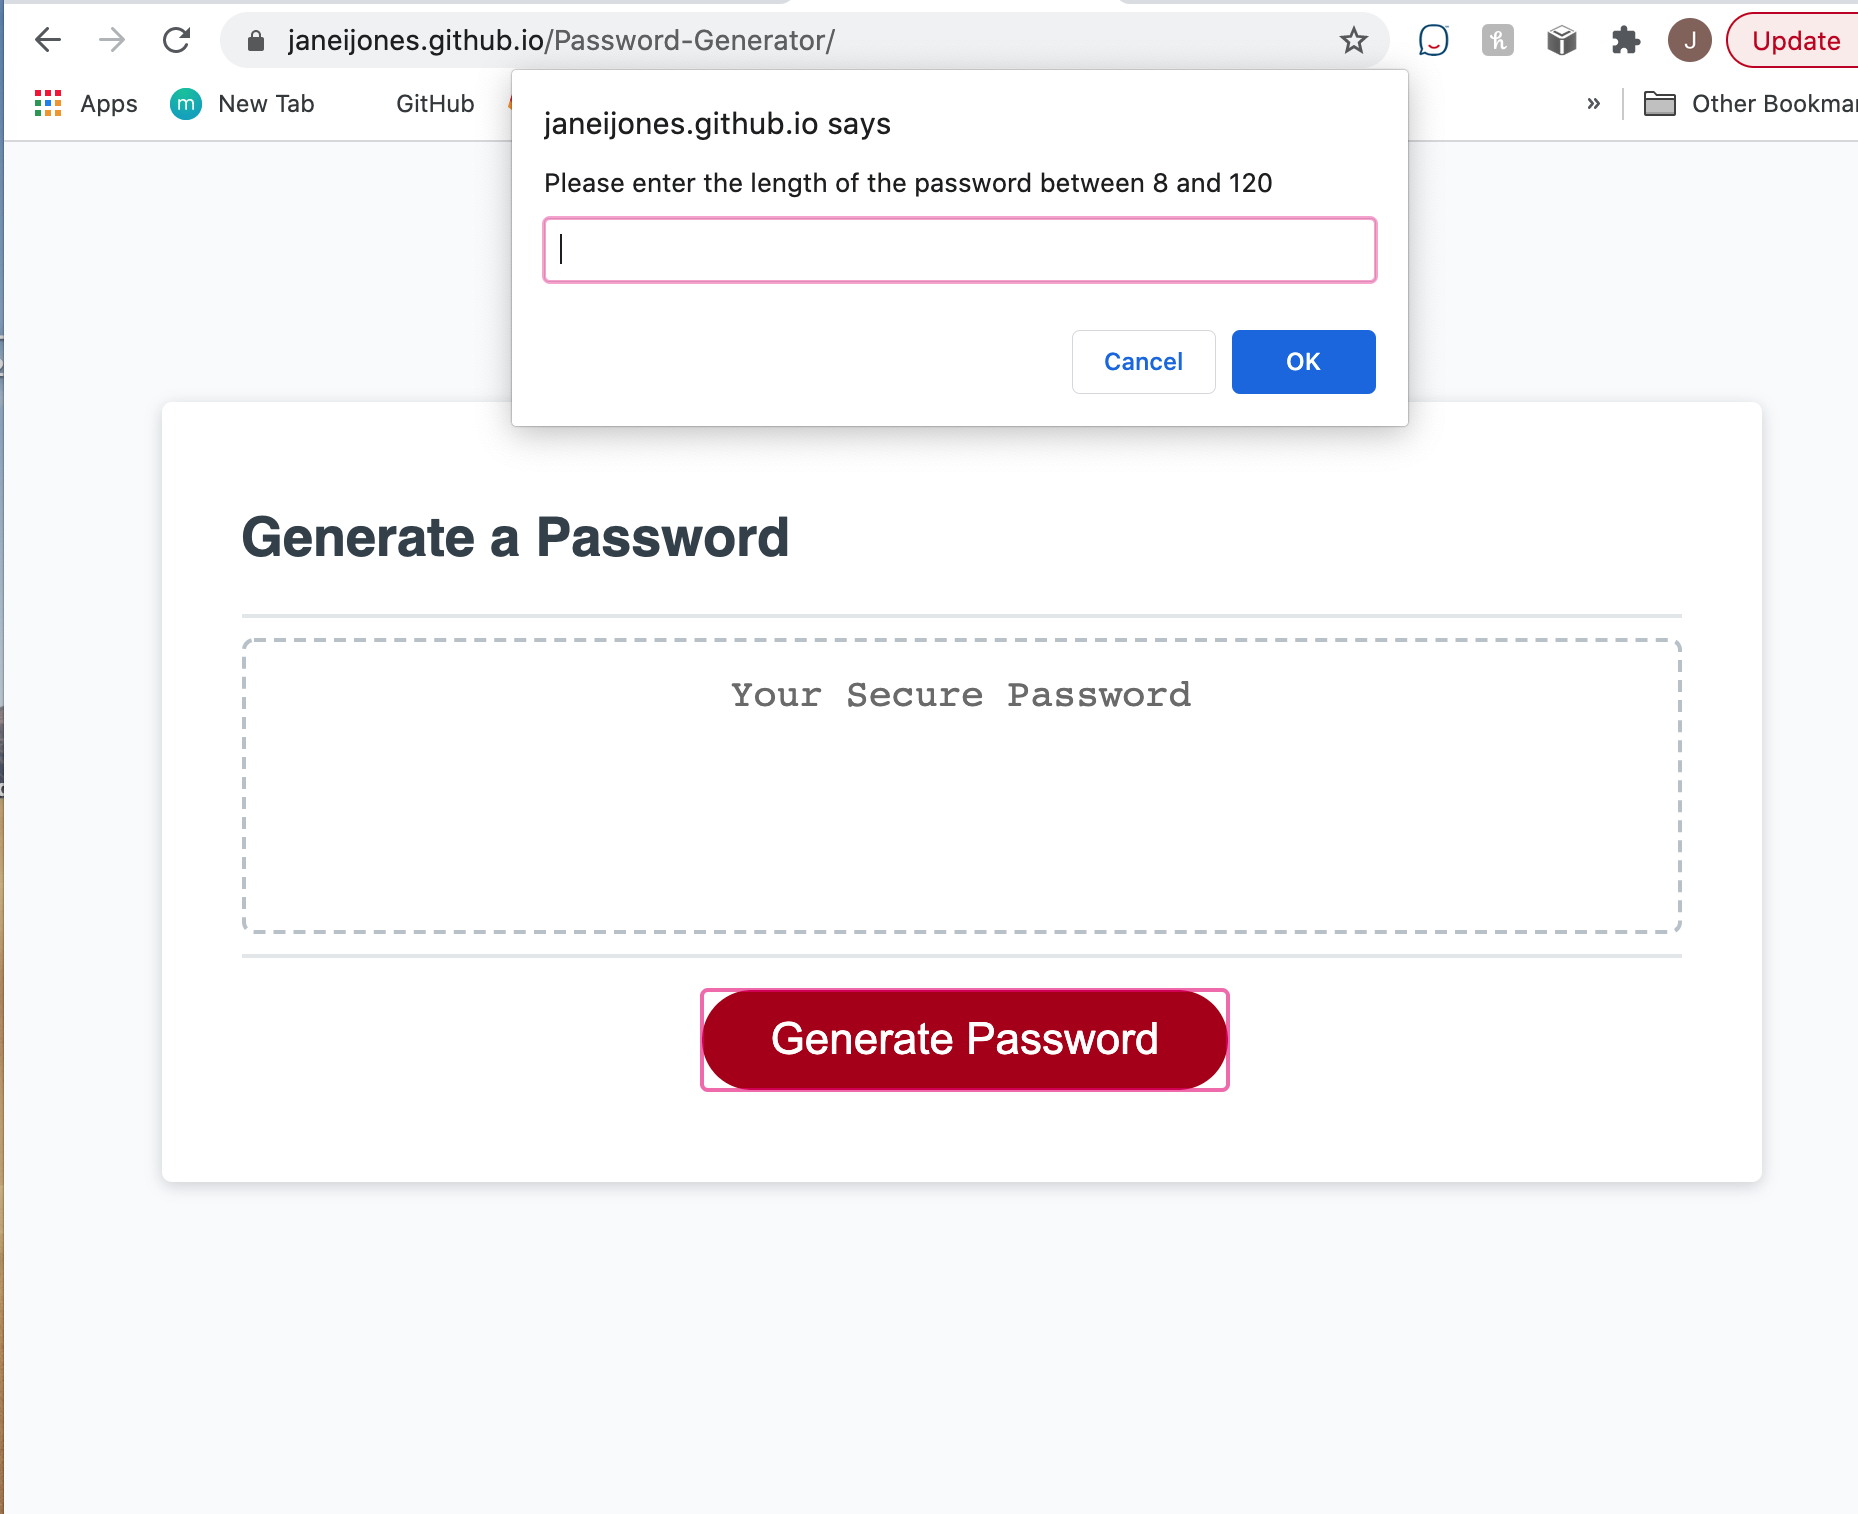 janeijones.github.io/Password-Generator/
J
Update
Apps
m
New Tab
GitHub
»
Other Bookmar
janeijones.github.io says
Please enter the length of the password between 8 and 120
Cancel
OK
Generate a Password
Your Secure Password
Generate Password